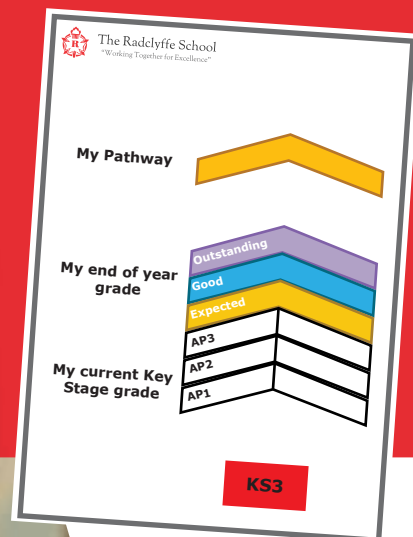 The Radclyffe School
"Working Together for Excellence"
My Pathway
Outstanding
My end of year
grade
Good
Expected
AP3
AP2
My current Key
Stage grade
AP1
KS3
R